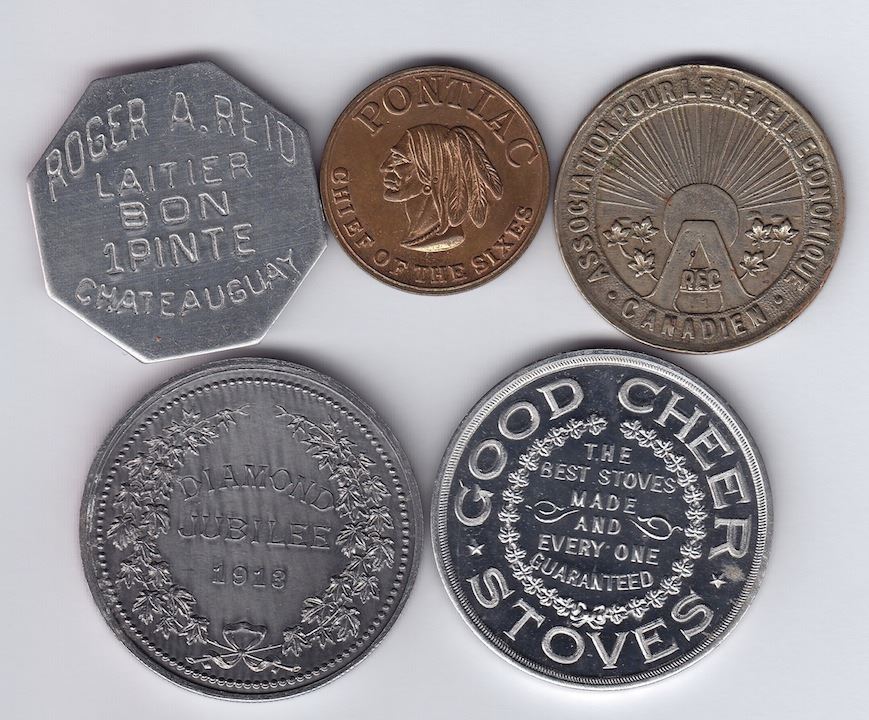 ROGER A. REID
LAITIER
BON
1 PINTE
CHATEAUGUAY
PONTIAC
CHIEF OF THE SIXES
ASSOCIATION POUR LE REVEIL ECONOMIQUE
· CANADIEN ·
AREC
DIAMOND
JUBILEE
1913
GOOD CHEER
THE
BEST STOVES
MADE
AND
EVERY ONE
GUARANTEED
STOVES